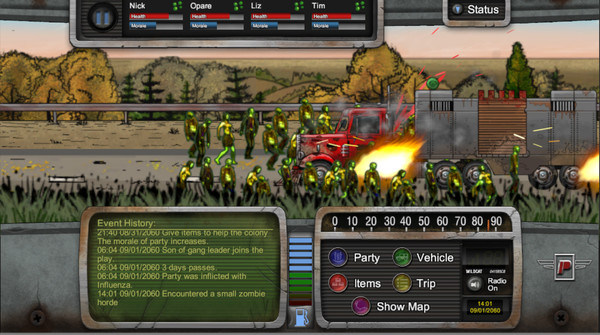 Nick Opare Liz Tim
Health Health Health Health
Morale Morale Morale Morale
Status
Event History:
21:40 08/31/2060 Give items to help the colony
The morale of party increases.
06:04 09/01/2060 Son of gang leader joins the
play.
06:04 09/01/2060 3 days passes.
06:04 09/01/2060 Party was inflicted with
Influenza.
14:01 09/01/2060 Encountered a small zombie
horde
0 10 20 30 40 50 60 70 80 90
Party Vehicle
Items Trip
Show Map
WILDCAT
Radio
On
14:01
09/01/2060